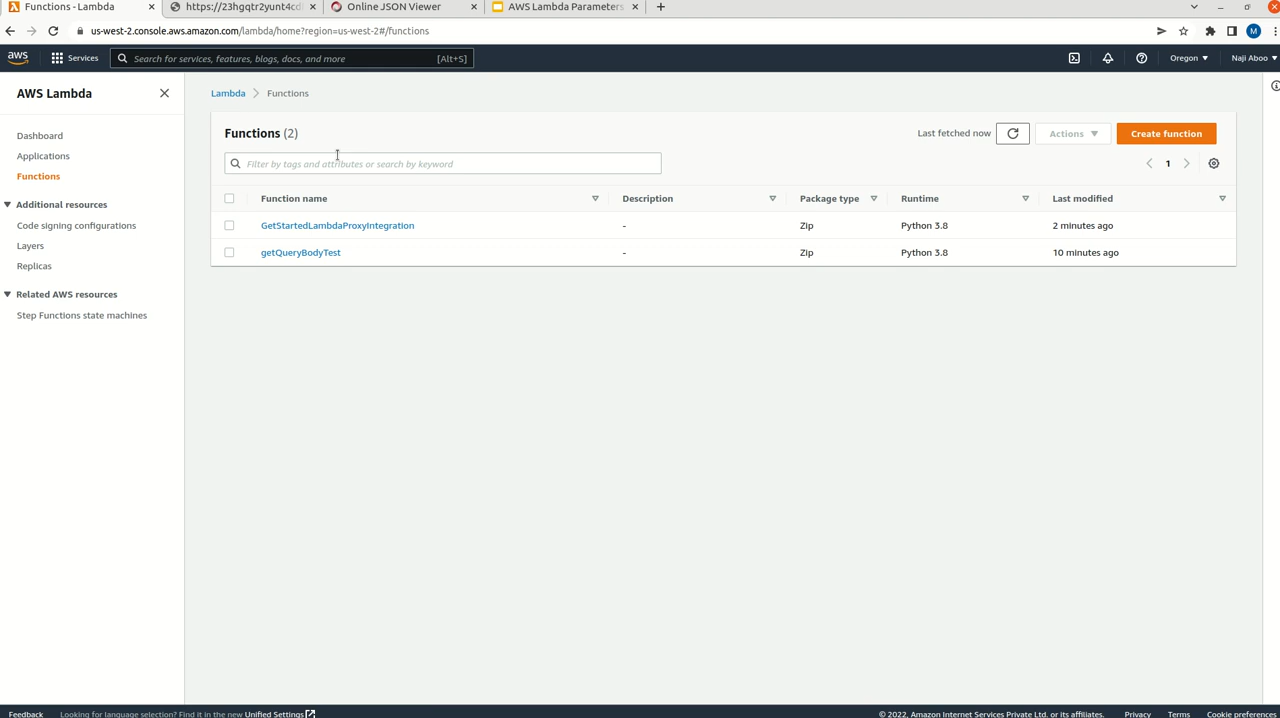 Functions - Lambda
https://23hgqtr2yunt4cd
Online JSON Viewer
AWS Lambda Parameters
us-west-2.console.aws.amazon.com/lambda/home?region=us-west-2#/functions
M
aws
Services
Search for services, features, blogs, docs, and more
[Alt+S]
Oregon
Naji Aboo
AWS Lambda
Dashboard
Applications
Functions
Additional resources
Code signing configurations
Layers
Replicas
Related AWS resources
Step Functions state machines
Lambda > Functions
Functions (2)
Last fetched now
Actions
Create function
Filter by tags and attributes or search by keyword
1
Function name
Description
Package type
Runtime
Last modified
GetStartedLambdaProxyIntegration
-
Zip
Python 3.8
2 minutes ago
getQueryBodyTest
-
Zip
Python 3.8
10 minutes ago
Feedback
Looking for language selection? Find it in the new Unified Settings
© 2022, Amazon Internet Services Private Ltd. or its affiliates.
Privacy
Terms
Cookie preferences